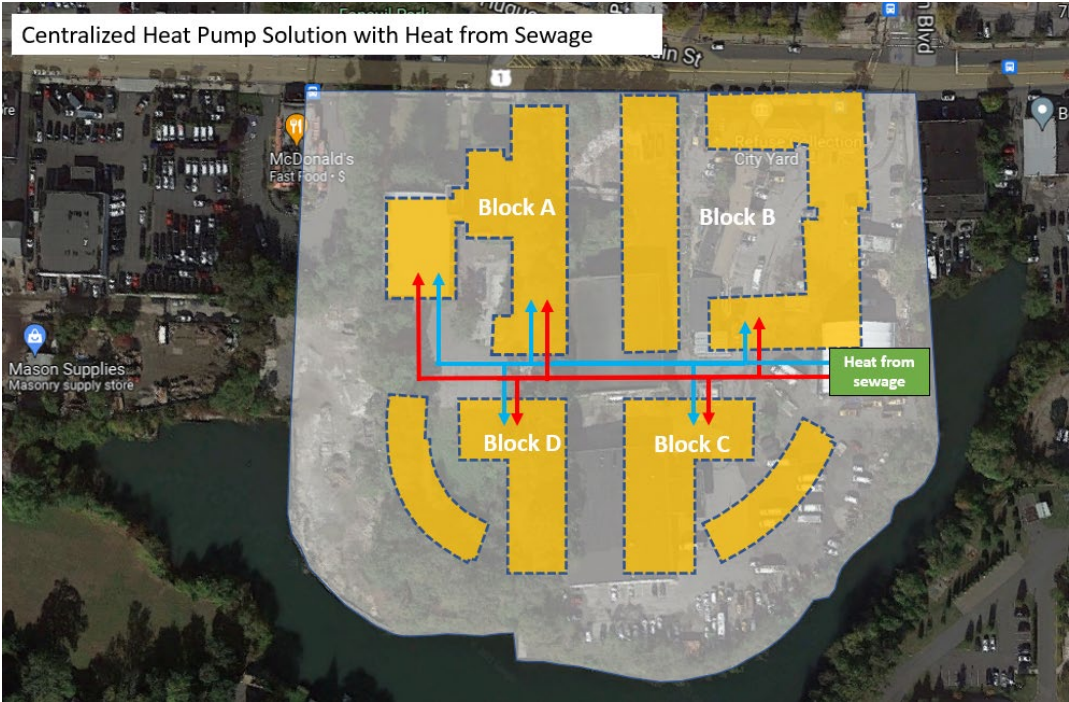 Centralized Heat Pump Solution with Heat from Sewage
1
McDonald's
Fast Food • $
City Yard
Block A
Block B
Mason Supplies
Masonry supply store
Heat from
sewage
Block D
Block C